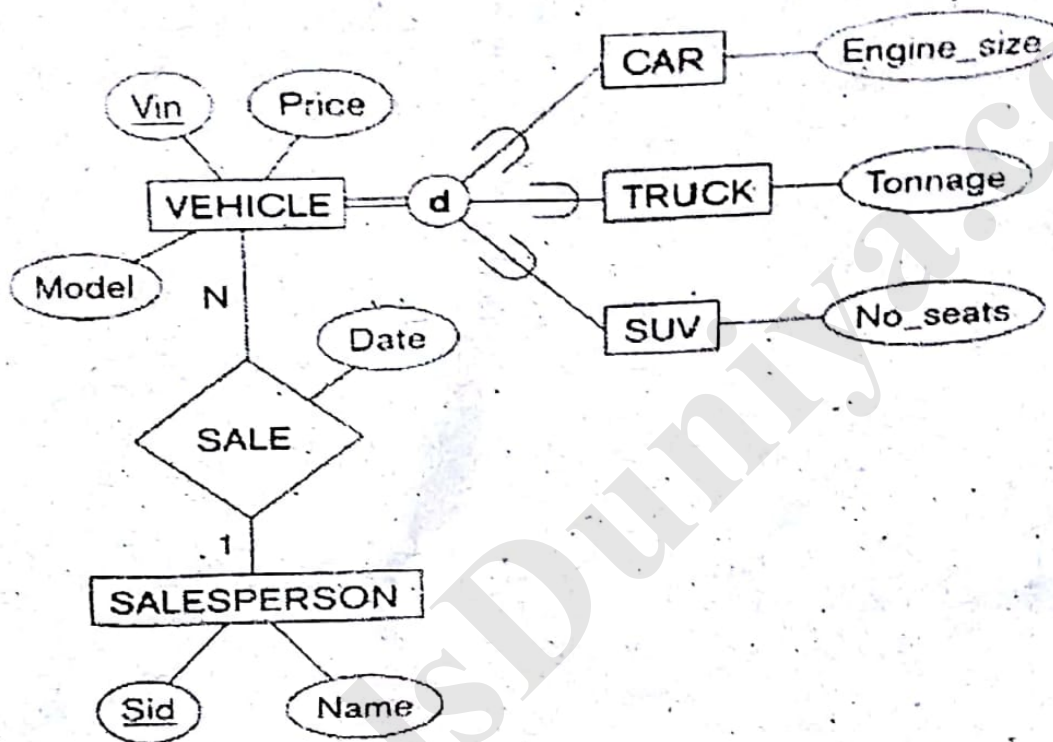 CAR
Engine_size
Vin
Price
VEHICLE
d
TRUCK
Tonnage
Model
N
Date
SUV
No_seats
SALE
1
SALESPERSON
Sid
Name